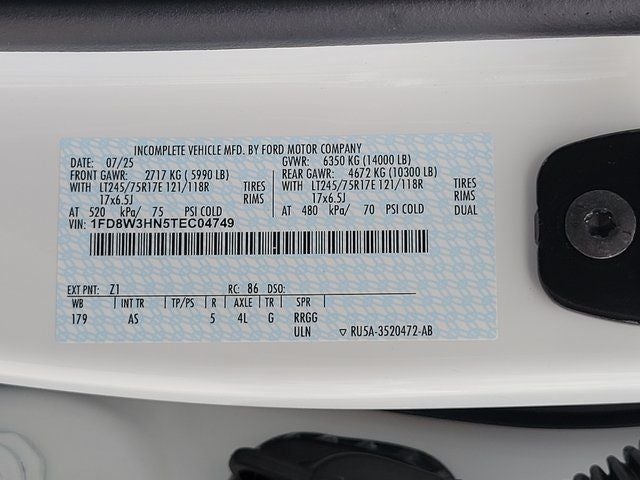 INCOMPLETE VEHICLE MFD. BY FORD MOTOR COMPANY
DATE: 07/25 GVWR: 6350 KG (14000 LB)
FRONT GAWR: 2717 KG ( 5990 LB) REAR GAWR: 4672 KG (10300 LB)
WITH LT245/75R17E 121/118R TIRES WITH LT245/75R17E 121/118R TIRES
17x6.5J RIMS 17x6.5J RIMS
AT 520 kPa/ 75 PSI COLD AT 480 kPa/ 70 PSI COLD DUAL
VIN: 1FD8W3HN5TEC04749
EXT PNT: Z1 RC: 86 DSO:
WB INT TR TP/PS R AXLE TR SPR
179 AS 5 4L G RRGG
ULN ▽ RU5A-3520472-AB